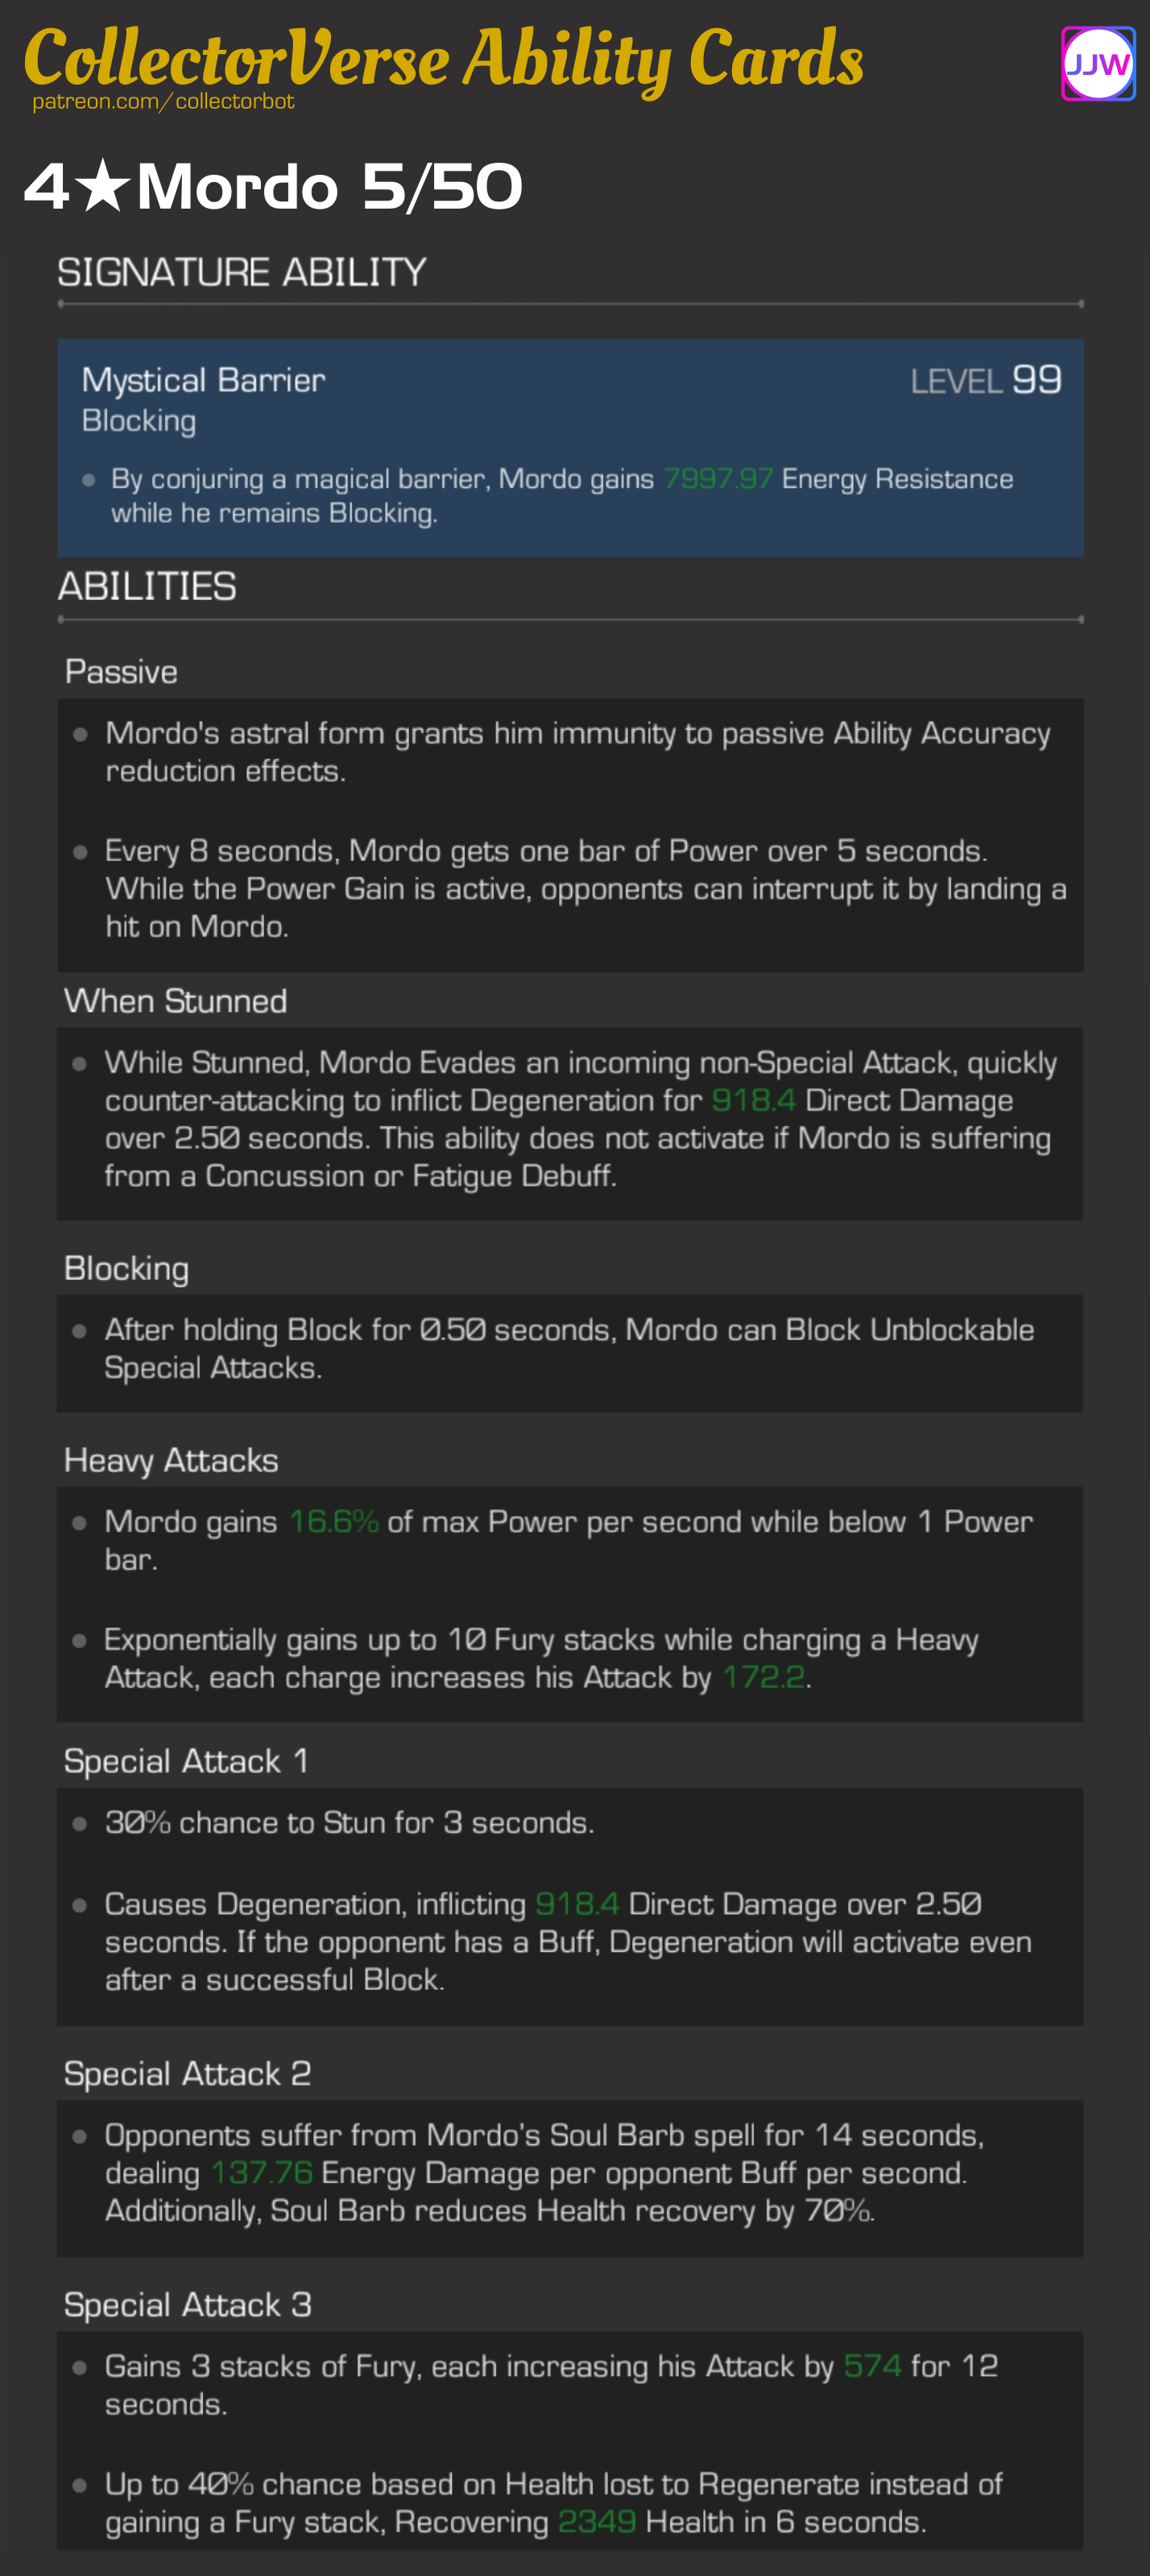 CollectorVerse Ability Cards
patreon.com/collectorbot
JJW
4★Mordo 5/50
SIGNATURE ABILITY
Mystical Barrier
LEVEL 99
Blocking
By conjuring a magical barrier, Mordo gains 7997.97 Energy Resistance
while he remains Blocking.
ABILITIES
Passive
Mordo's astral form grants him immunity to passive Ability Accuracy
reduction effects.
Every 8 seconds, Mordo gets one bar of Power over 5 seconds.
While the Power Gain is active, opponents can interrupt it by landing a
hit on Mordo.
When Stunned
While Stunned, Mordo Evades an incoming non-Special Attack, quickly
counter-attacking to inflict Degeneration for 918.4 Direct Damage
over 2.50 seconds. This ability does not activate if Mordo is suffering
from a Concussion or Fatigue Debuff.
Blocking
After holding Block for 0.50 seconds, Mordo can Block Unblockable
Special Attacks.
Heavy Attacks
Mordo gains 16.6% of max Power per second while below 1 Power
bar.
Exponentially gains up to 10 Fury stacks while charging a Heavy
Attack, each charge increases his Attack by 172.2.
Special Attack 1
30% chance to Stun for 3 seconds.
Causes Degeneration, inflicting 918.4 Direct Damage over 2.50
seconds. If the opponent has a Buff, Degeneration will activate even
after a successful Block.
Special Attack 2
Opponents suffer from Mordo’s Soul Barb spell for 14 seconds,
dealing 137.76 Energy Damage per opponent Buff per second.
Additionally, Soul Barb reduces Health recovery by 70%.
Special Attack 3
Gains 3 stacks of Fury, each increasing his Attack by 574 for 12
seconds.
Up to 40% chance based on Health lost to Regenerate instead of
gaining a Fury stack, Recovering 2349 Health in 6 seconds.